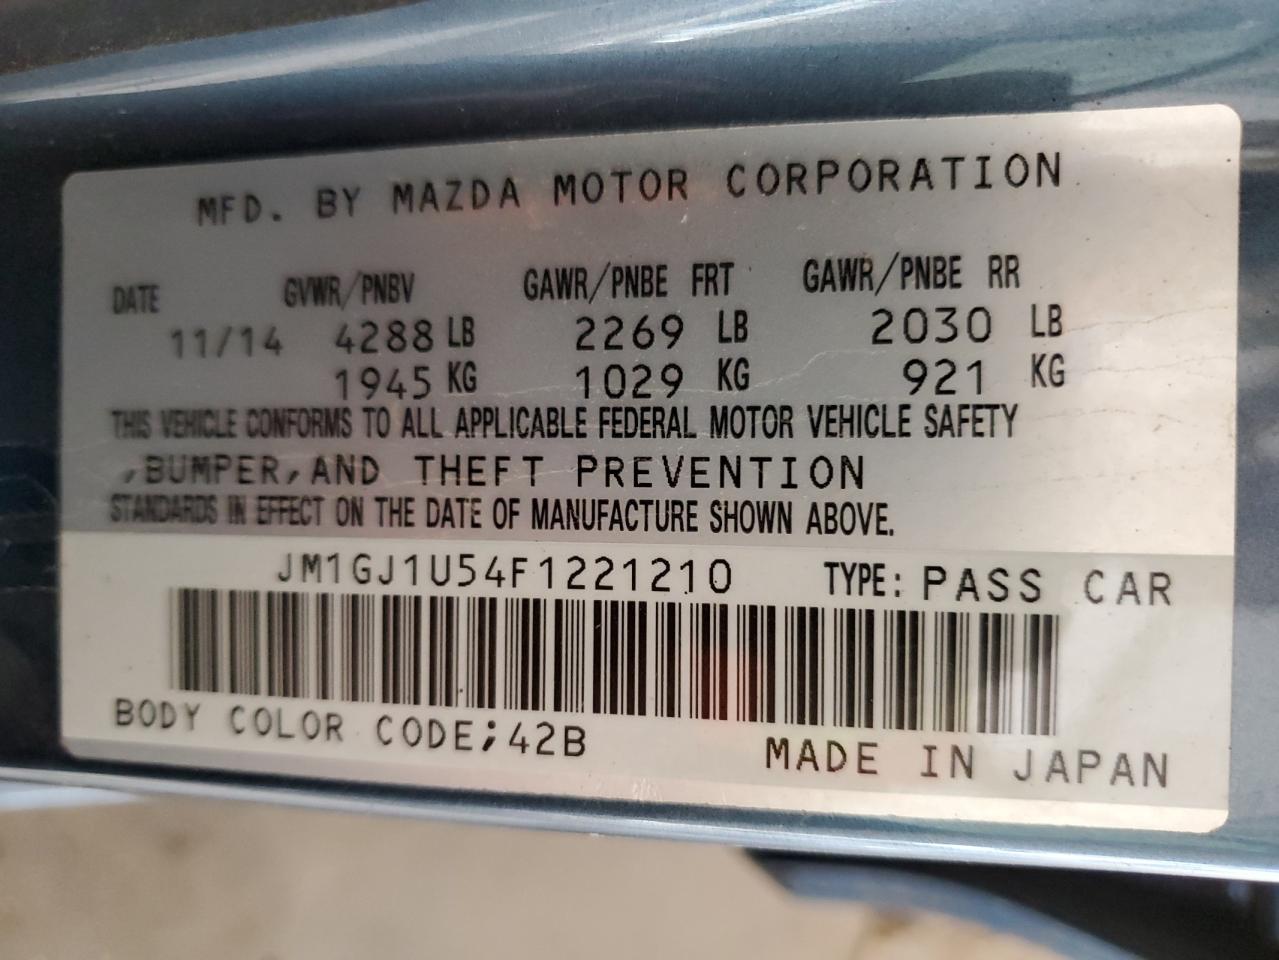 MFD. BY MAZDA MOTOR CORPORATION
DATE GVWR/PNBV GAWR/PNBE FRT GAWR/PNBE RR
11/14 4288 LB 2269 LB 2030 LB
1945 KG 1029 KG 921 KG
THIS VEHICLE CONFORMS TO ALL APPLICABLE FEDERAL MOTOR VEHICLE SAFETY
,BUMPER,AND THEFT PREVENTION
STANDARDS IN EFFECT ON THE DATE OF MANUFACTURE SHOWN ABOVE.
JM1GJ1U54F1221210 TYPE: PASS CAR
BODY COLOR CODE;42B MADE IN JAPAN